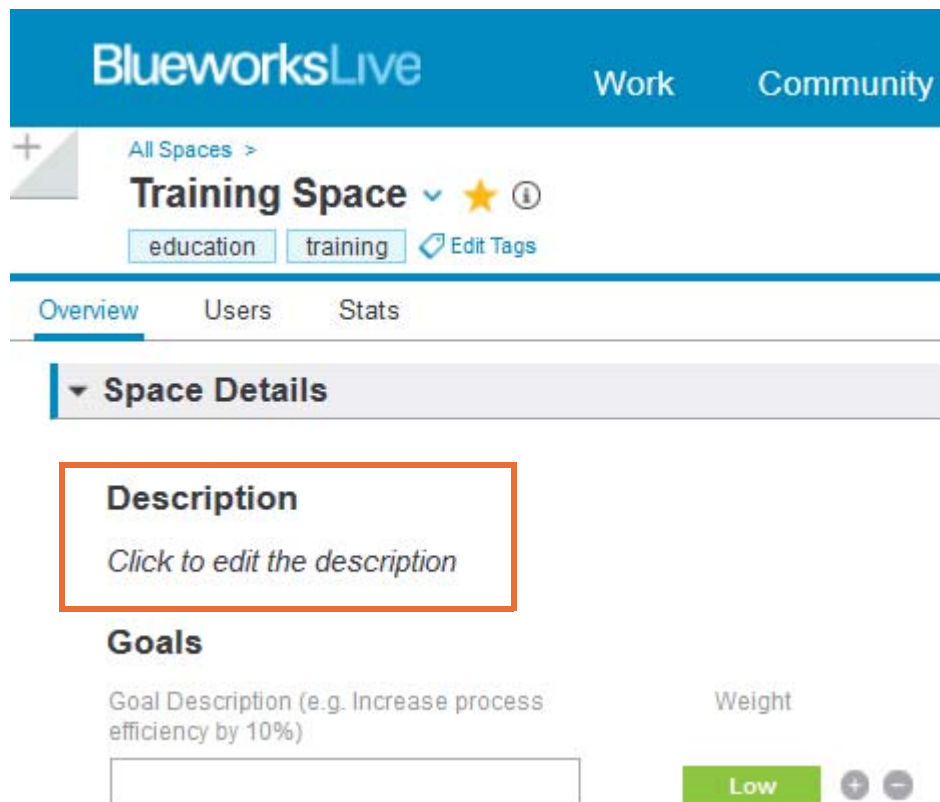 BlueworksLive
Work Community
All Spaces >
Training Space
education training Edit Tags
Overview Users Stats
Space Details
Description
Click to edit the description
Goals
Goal Description (e.g. Increase process
efficiency by 10%)
Weight
Low